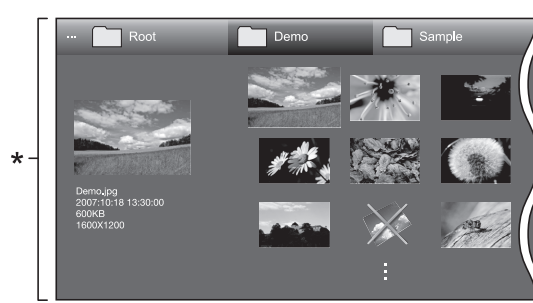 ... Root Demo Sample
*
Demo.jpg
2007:10:18 13:30:00
600KB
1600X1200